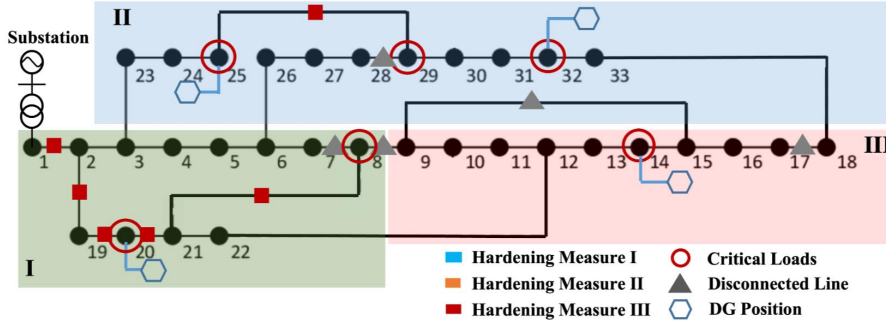 II
Substation
23 24 25 26 27 28 29 30 31 32 33
III
1 2 3 4 5 6 7 8 9 10 11 12 13 14 15 16 17 18
19 20 21 22
I
Hardening Measure I Critical Loads
Hardening Measure II Disconnected Line
Hardening Measure III DG Position